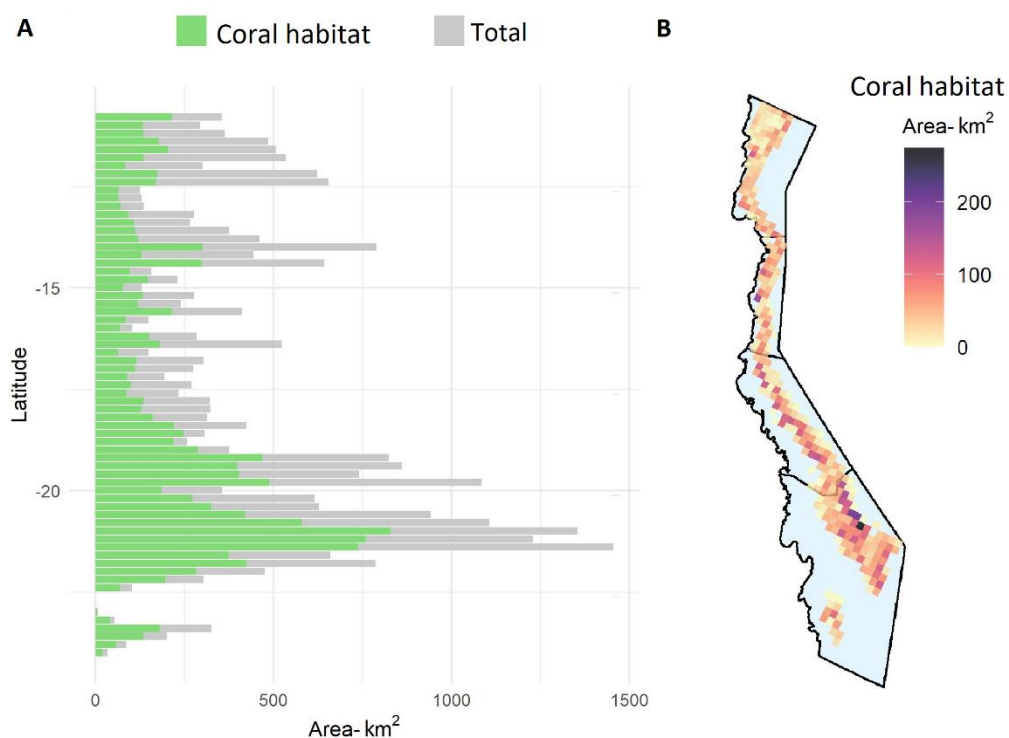 A
Coral habitat
Total
B
Latitude
-15
-20
0
500
1000
1500
Area- km²
Coral habitat
Area- km²
200
100
0